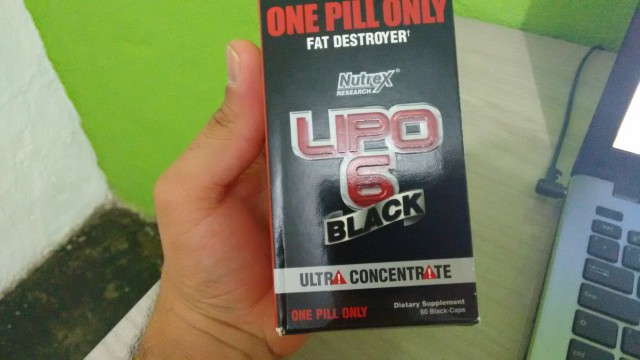 ONE PILL ONLY
FAT DESTROYER†
Nutrex®
RESEARCH
LIPO
6
BLACK
ULTRA CONCENTRATE
ONE PILL ONLY
Dietary Supplement
60 Black-Caps